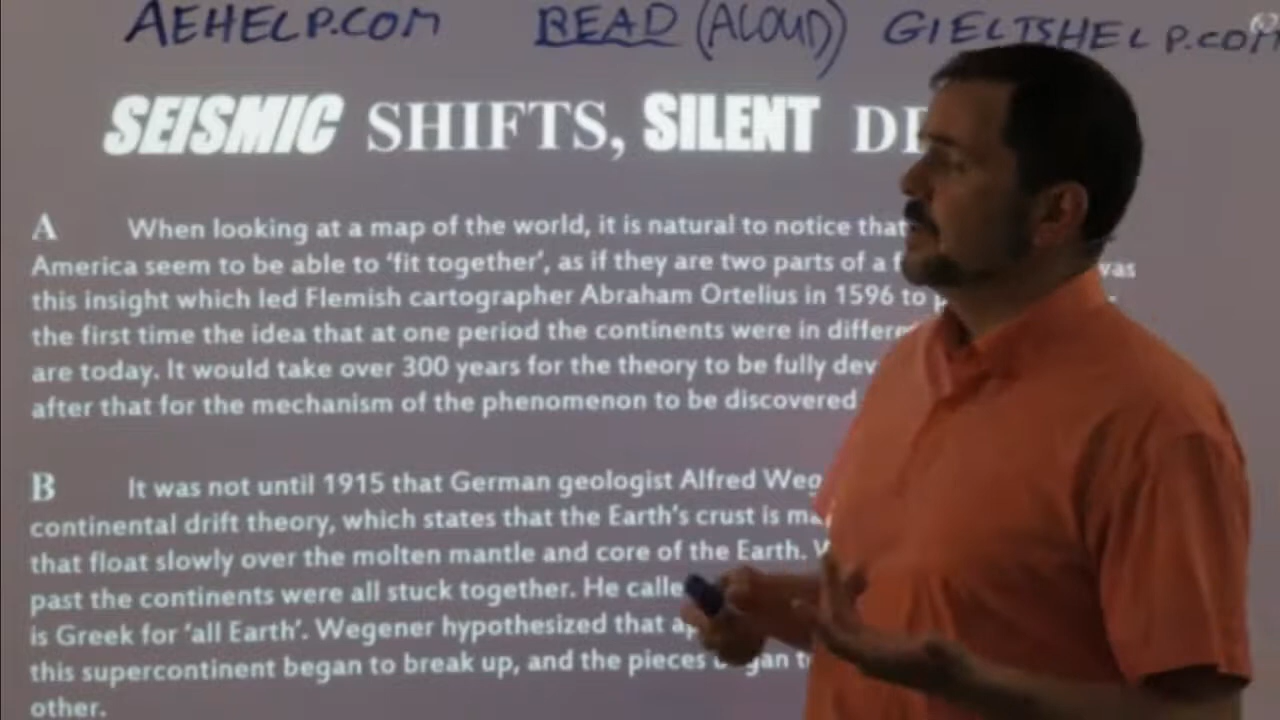 AEHELP.COM READ (ALOUD) GIELTSHELP.COM
SEISMIC SHIFTS, SILENT
A When looking at a map of the world, it is natural to notice that
America seem to be able to 'fit together', as if they are two parts of a
this insight which led Flemish cartographer Abraham Ortelius in 1596 to
the first time the idea that at one period the continents were in
are today. It would take over 300 years for the theory to be fully
after that for the mechanism of the phenomenon to be discovered
B It was not until 1915 that German geologist Alfred
continental drift theory, which states that the Earth's crust is
that float slowly over the molten mantle and core of the Earth.
past the continents were all stuck together. He
is Greek for 'all Earth'. Wegener hypothesized that
this supercontinent began to break up, and the pieces
other.